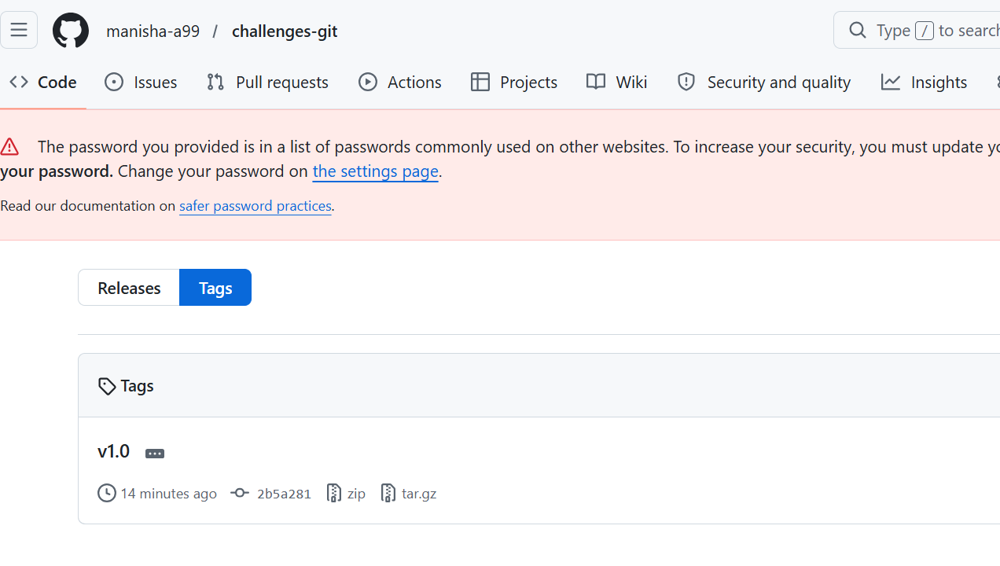 manisha-a99 / challenges-git
Type / to search
Code Issues Pull requests Actions Projects Wiki Security and quality Insights
The password you provided is in a list of passwords commonly used on other websites. To increase your security, you must update
your password. Change your password on the settings page.
Read our documentation on safer password practices.
Releases Tags
Tags
v1.0
14 minutes ago 2b5a281 zip tar.gz